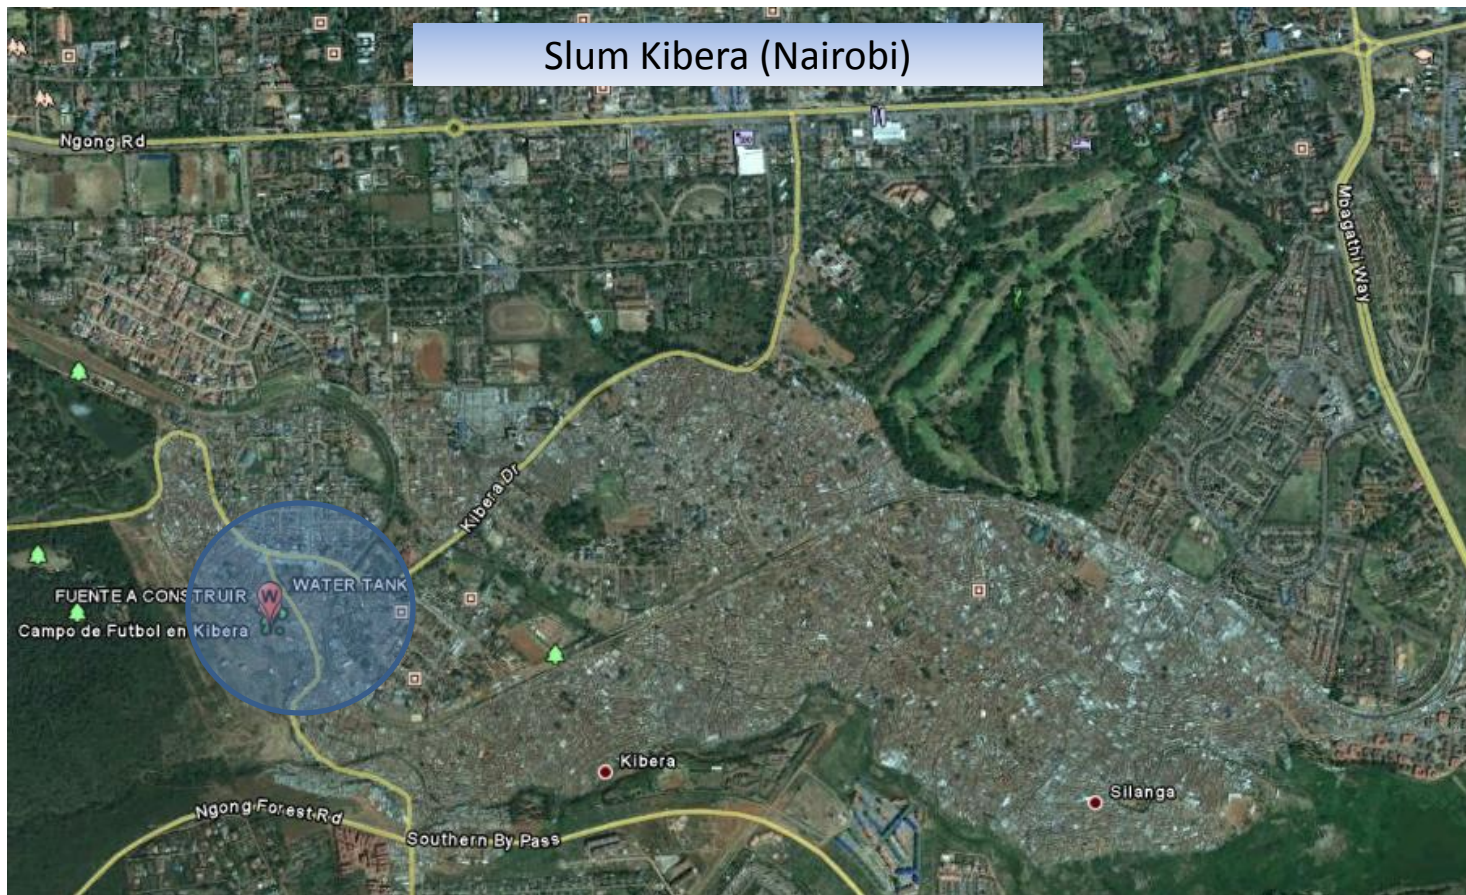 Slum Kibera (Nairobi)
Ngong Rd
Mbagathi Way
Kibera Dr
WATER TANK
FUENTE A CONSTRUIR
W
Campo de Futbol en Kibera
Kibera
Silanga
Ngong Forest Rd
Southern By Pass